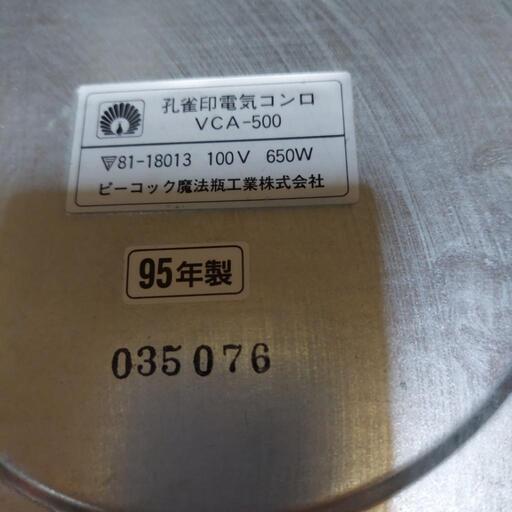 孔雀印電気コンロ
VCA-500
81-18013 100V 650W
ピーコック魔法瓶工業株式会社
95年製
035076